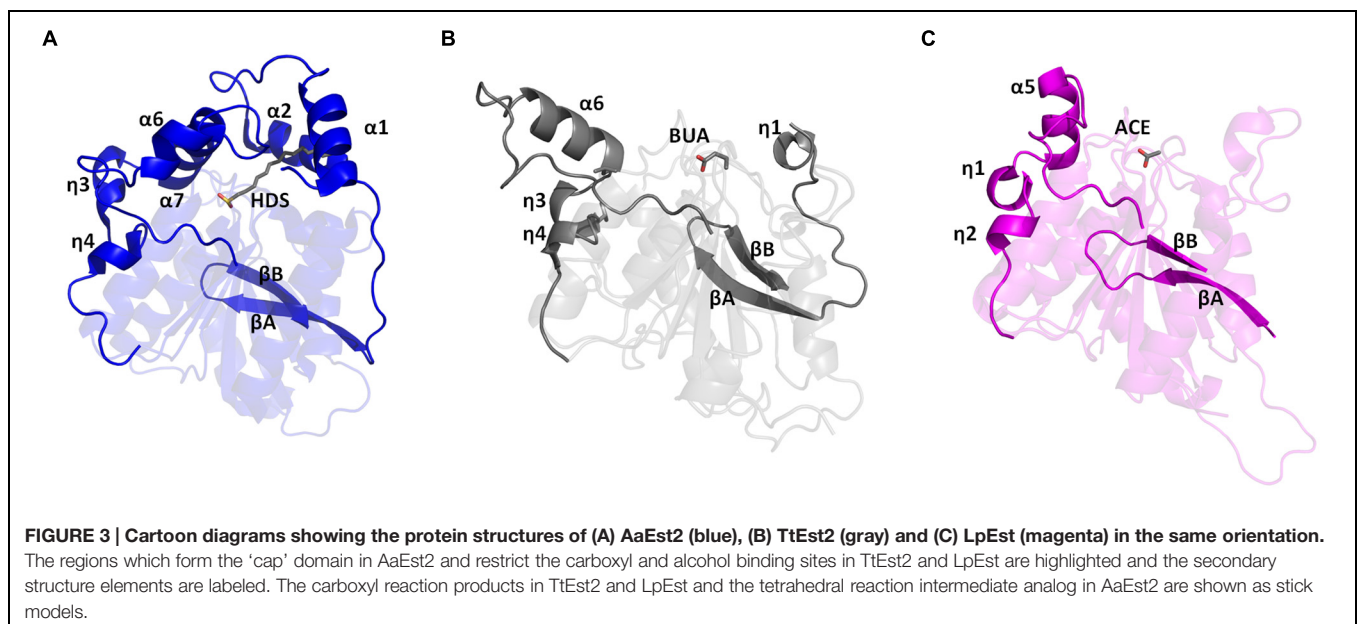 A
B
C
α6
α2
α1
η3
α7
HDS
η4
βB
βA
α6
BUA
η1
η3
η4
βB
βA
α5
ACE
η1
η2
βB
βA
FIGURE 3 | Cartoon diagrams showing the protein structures of (A) AaEst2 (blue), (B) TtEst2 (gray) and (C) LpEst (magenta) in the same orientation.
The regions which form the ‘cap’ domain in AaEst2 and restrict the carboxyl and alcohol binding sites in TtEst2 and LpEst are highlighted and the secondary
structure elements are labeled. The carboxyl reaction products in TtEst2 and LpEst and the tetrahedral reaction intermediate analog in AaEst2 are shown as stick
models.